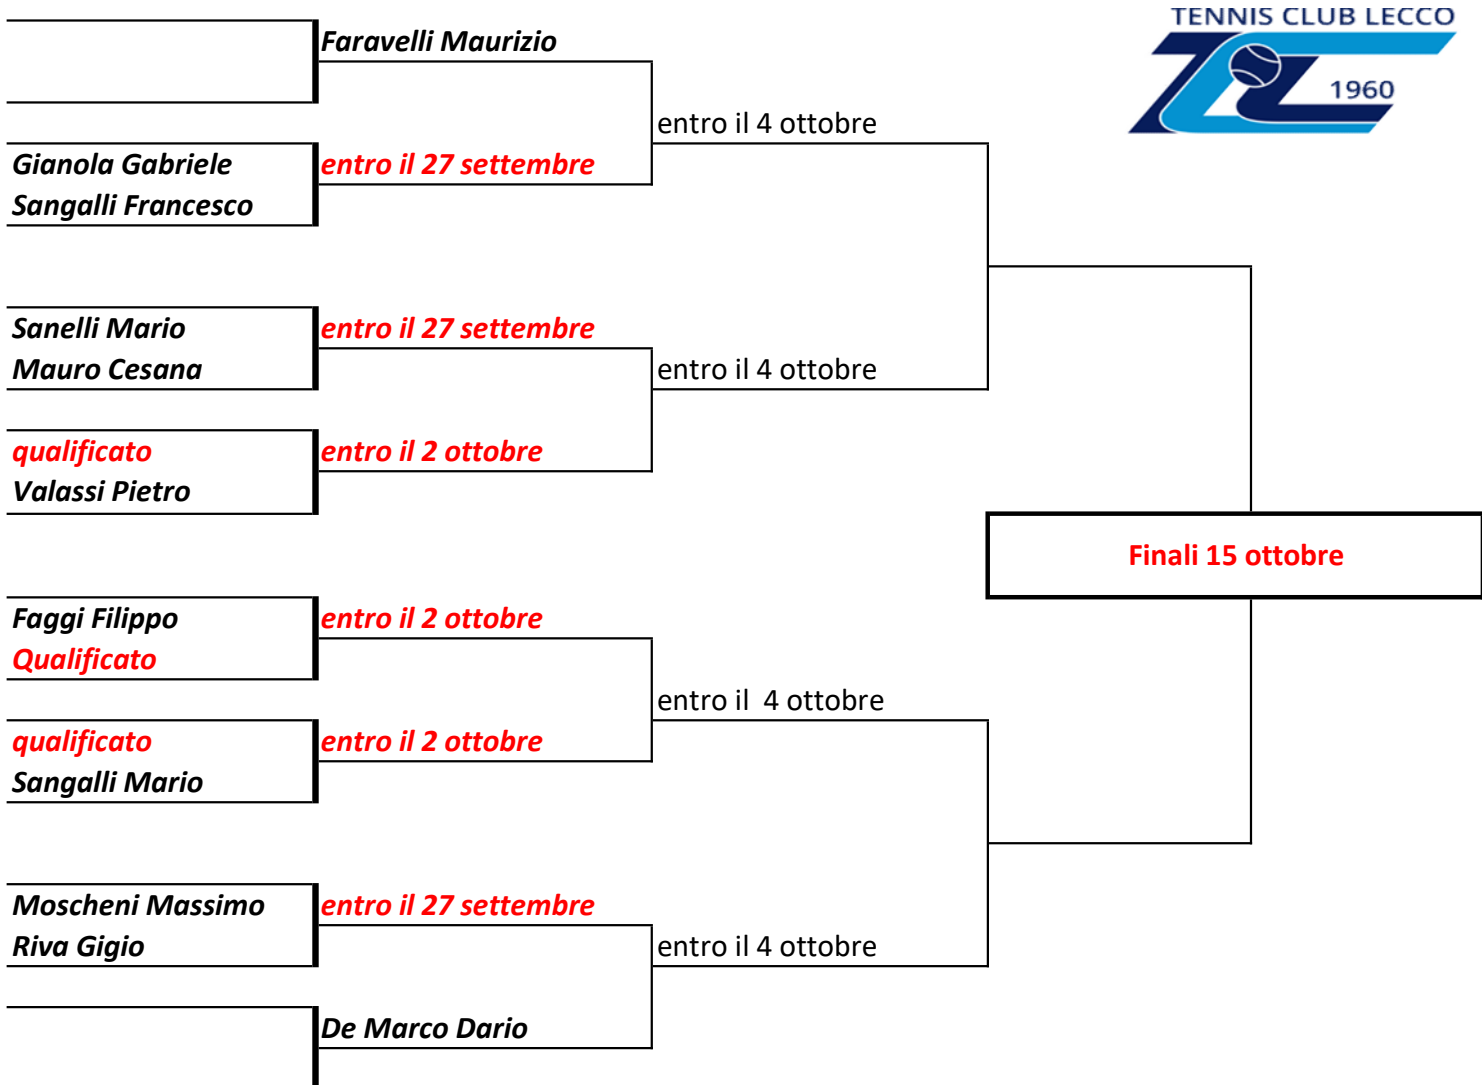 TENNIS CLUB LECCO
1960
Faravelli Maurizio
entro il 4 ottobre
Gianola Gabriele
entro il 27 settembre
Sangalli Francesco
Sanelli Mario
entro il 27 settembre
Mauro Cesana
entro il 4 ottobre
qualificato
entro il 2 ottobre
Valassi Pietro
Finali 15 ottobre
Faggi Filippo
entro il 2 ottobre
Qualificato
entro il  4 ottobre
qualificato
entro il 2 ottobre
Sangalli Mario
Moscheni Massimo
entro il 27 settembre
Riva Gigio
entro il 4 ottobre
De Marco Dario